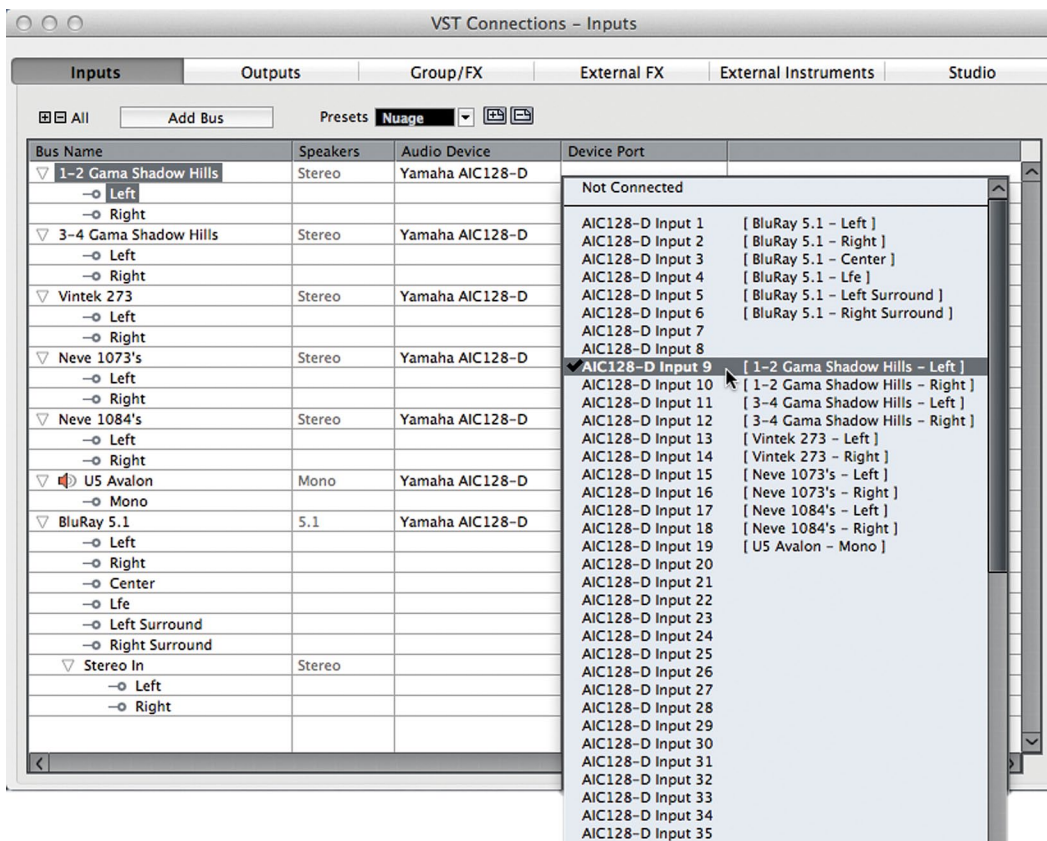 VST Connections – Inputs
Inputs Outputs Group/FX External FX External Instruments Studio
All Add Bus Presets Nuage
Bus Name Speakers Audio Device Device Port
1–2 Gama Shadow Hills Stereo Yamaha AIC128-D
Left
Right
3–4 Gama Shadow Hills Stereo Yamaha AIC128-D
Left
Right
Vintek 273 Stereo Yamaha AIC128-D
Left
Right
Neve 1073's Stereo Yamaha AIC128-D
Left
Right
Neve 1084's Stereo Yamaha AIC128-D
Left
Right
U5 Avalon Mono Yamaha AIC128-D
Mono
BluRay 5.1 5.1 Yamaha AIC128-D
Left
Right
Center
Lfe
Left Surround
Right Surround
Stereo In Stereo
Left
Right
Not Connected
AIC128-D Input 1 [ BluRay 5.1 – Left ]
AIC128-D Input 2 [ BluRay 5.1 – Right ]
AIC128-D Input 3 [ BluRay 5.1 – Center ]
AIC128-D Input 4 [ BluRay 5.1 – Lfe ]
AIC128-D Input 5 [ BluRay 5.1 – Left Surround ]
AIC128-D Input 6 [ BluRay 5.1 – Right Surround ]
AIC128-D Input 7
AIC128-D Input 8
AIC128-D Input 9 [ 1–2 Gama Shadow Hills – Left ]
AIC128-D Input 10 [ 1–2 Gama Shadow Hills – Right ]
AIC128-D Input 11 [ 3–4 Gama Shadow Hills – Left ]
AIC128-D Input 12 [ 3–4 Gama Shadow Hills – Right ]
AIC128-D Input 13 [ Vintek 273 – Left ]
AIC128-D Input 14 [ Vintek 273 – Right ]
AIC128-D Input 15 [ Neve 1073's – Left ]
AIC128-D Input 16 [ Neve 1073's – Right ]
AIC128-D Input 17 [ Neve 1084's – Left ]
AIC128-D Input 18 [ Neve 1084's – Right ]
AIC128-D Input 19 [ U5 Avalon – Mono ]
AIC128-D Input 20
AIC128-D Input 21
AIC128-D Input 22
AIC128-D Input 23
AIC128-D Input 24
AIC128-D Input 25
AIC128-D Input 26
AIC128-D Input 27
AIC128-D Input 28
AIC128-D Input 29
AIC128-D Input 30
AIC128-D Input 31
AIC128-D Input 32
AIC128-D Input 33
AIC128-D Input 34
AIC128-D Input 35